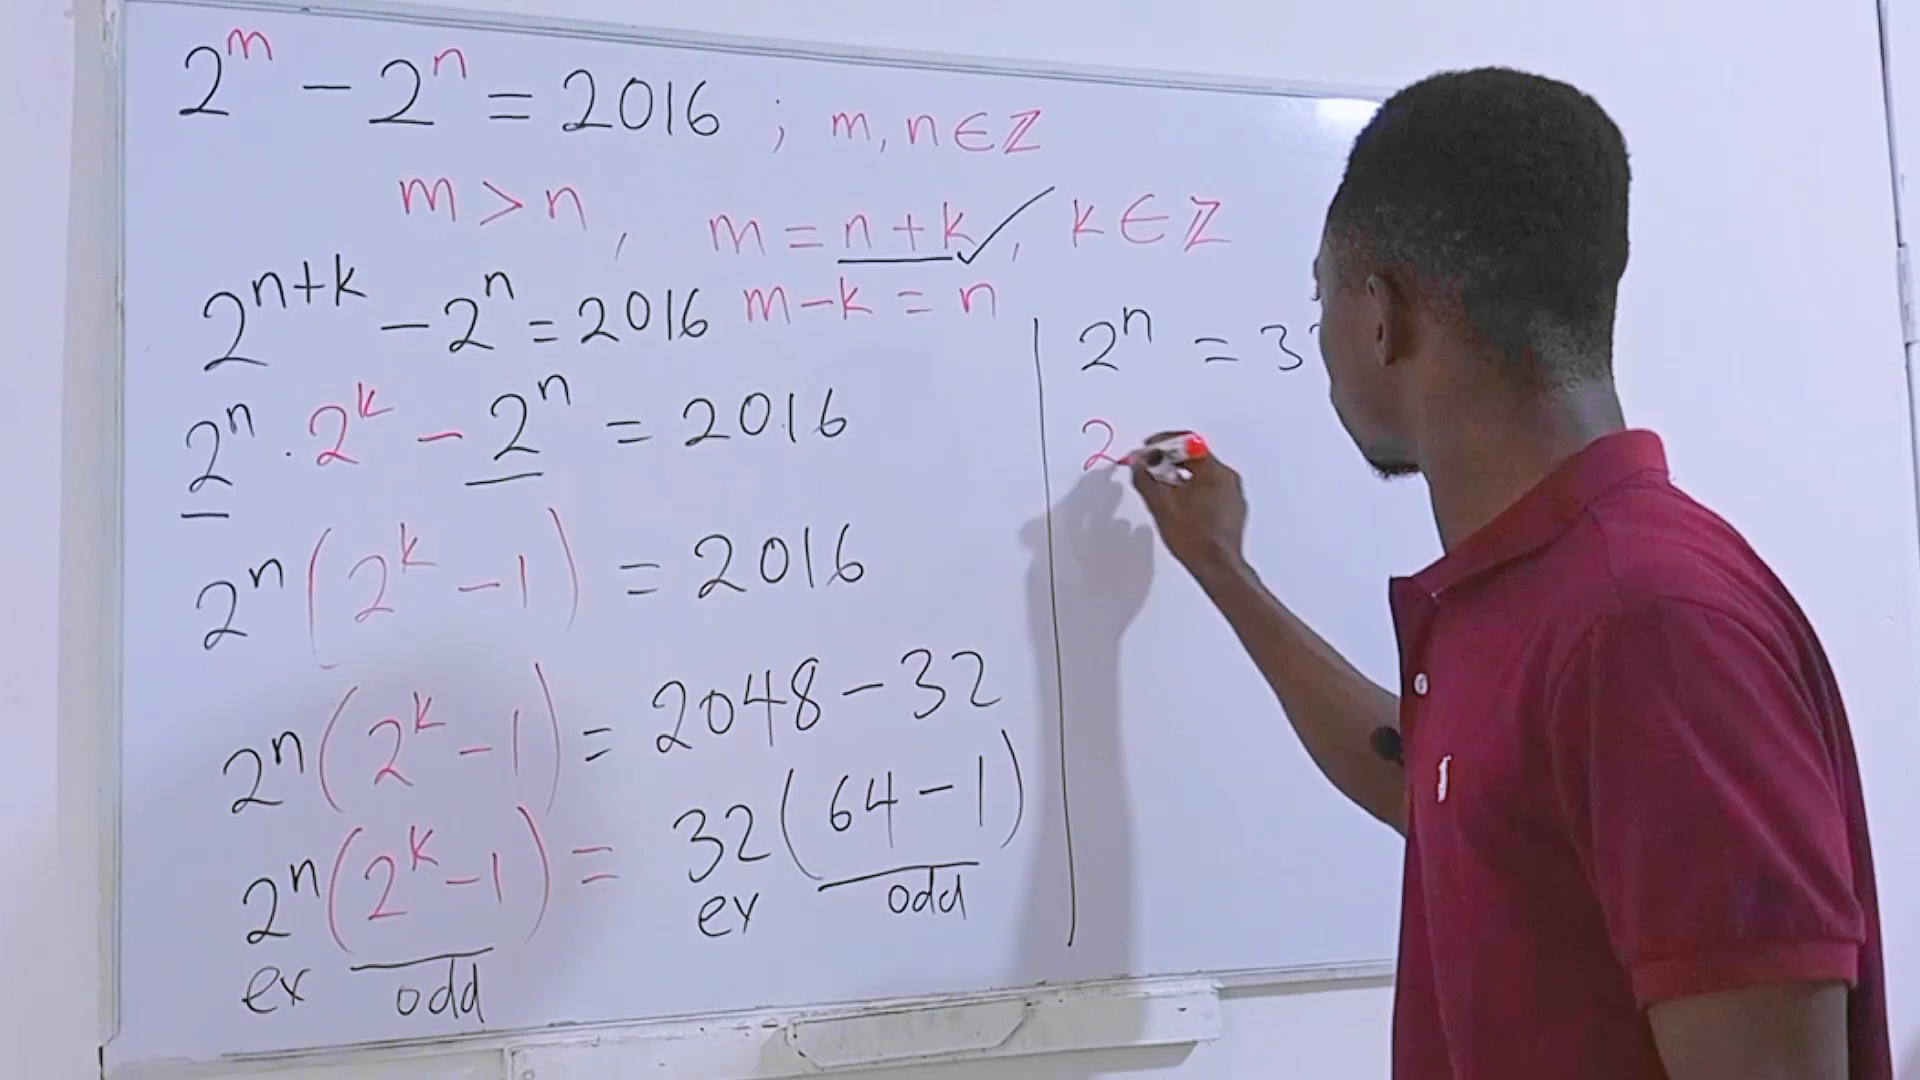 2^m - 2^n = 2016 ; m, n ∈ ℤ
m > n , m = n + k ✓, k ∈ ℤ
2^{n+k} - 2^n = 2016 m - k = n
2^n · 2^k - 2^n = 2016
2^n (2^k - 1) = 2016
2^n (2^k - 1) = 2048 - 32
2^n (2^k - 1) = 32 (64 - 1)
ev odd
ev odd
2^n = 3
2